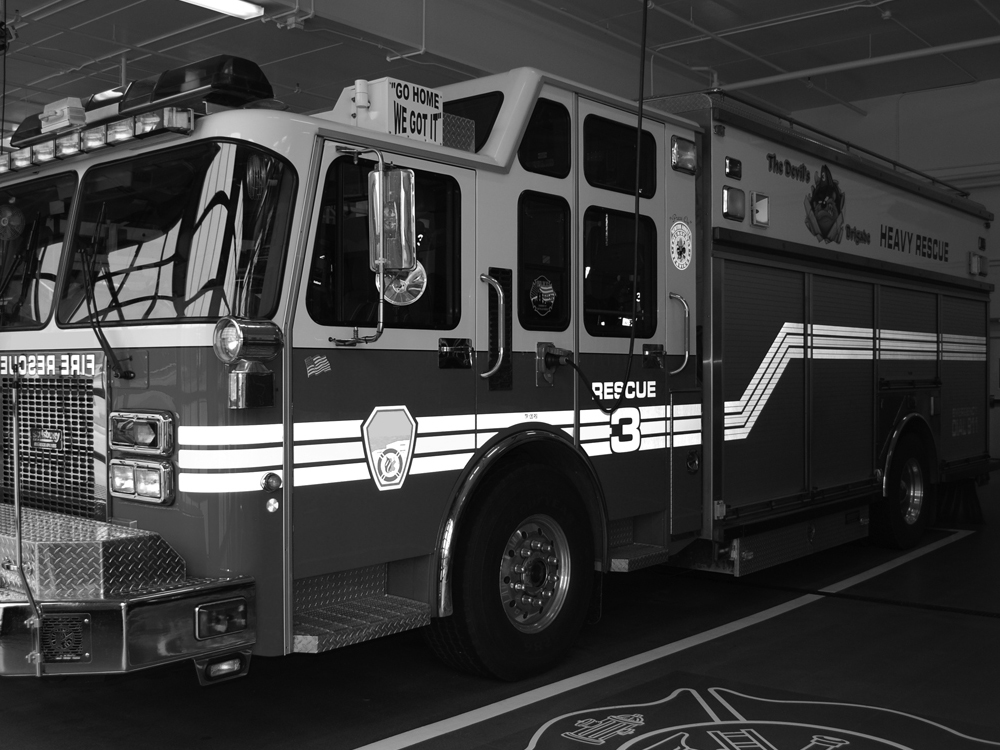 "GO HOME
WE GOT IT"
The Devil's
Brigade
HEAVY RESCUE
FIRE RESCUE
RESCUE
3